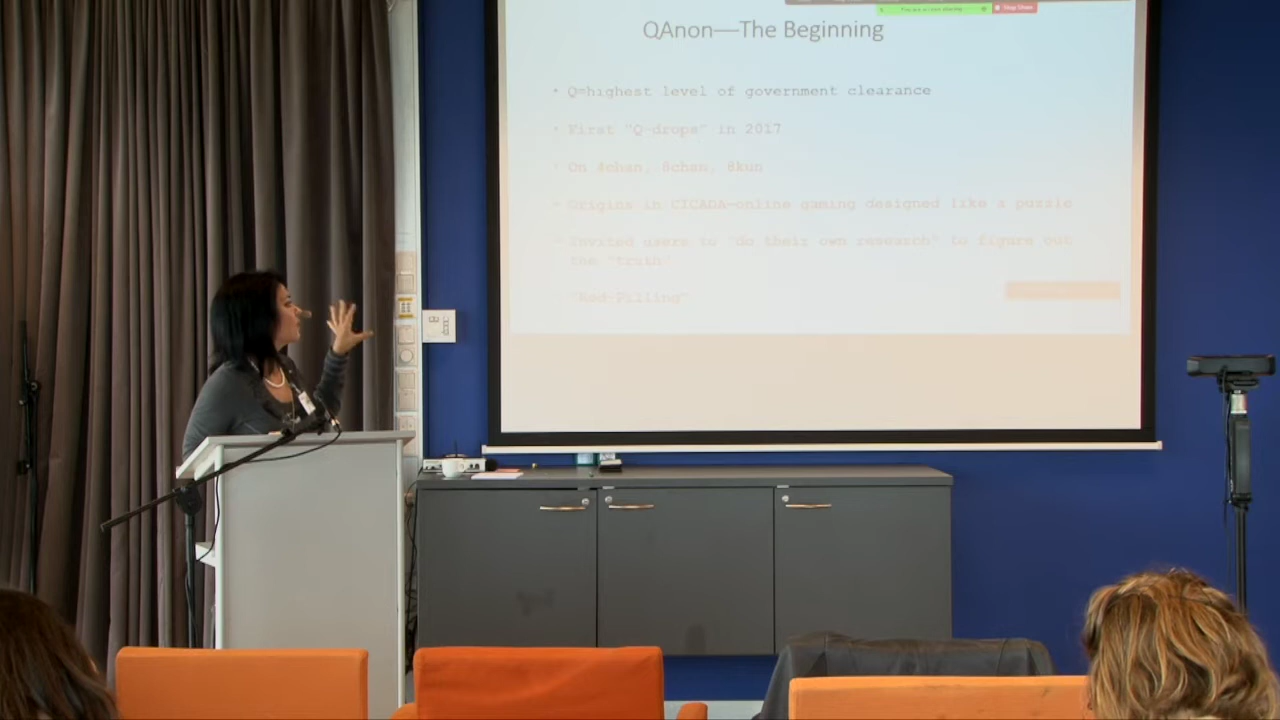 QAnon—The Beginning
• Q=highest level of government clearance
• First "Q-drops" in 2017
• On 4chan, 8chan, 8kun
• Origins in CICADA—online gaming designed like a puzzle
• Invited users to "do their own research" to figure out
the "truth"
"Red-Pilling"